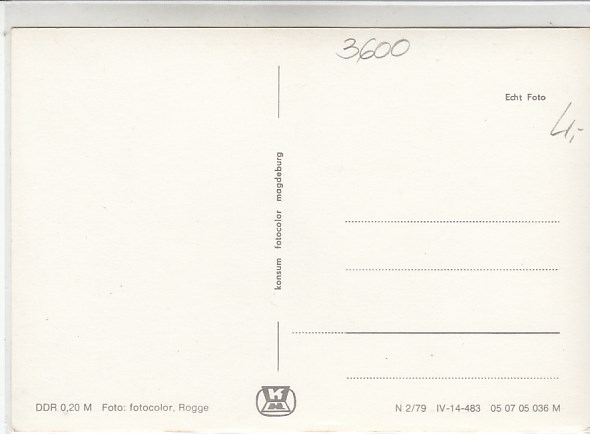 3600
Echt Foto
4,-
konsum fotocolor magdeburg
DDR 0,20 M Foto: fotocolor, Rogge
N 2/79 IV-14-483 05 07 05 036 M